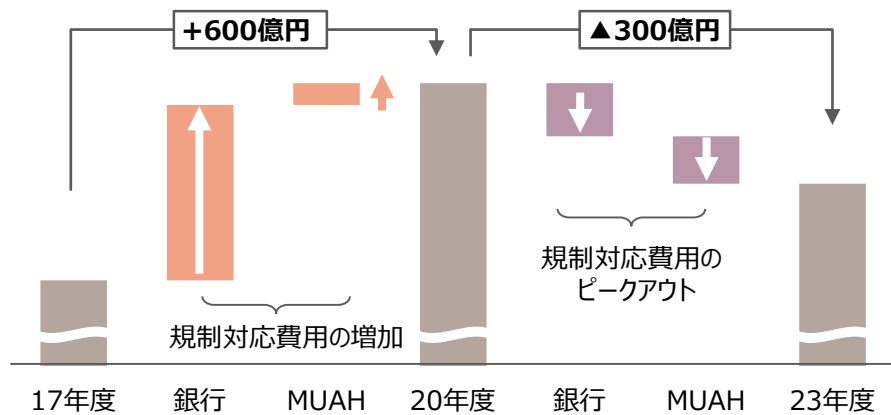 +600億円
▲300億円
規制対応費用の増加
規制対応費用の
ピークアウト
17年度
銀行
MUAH
20年度
銀行
MUAH
23年度